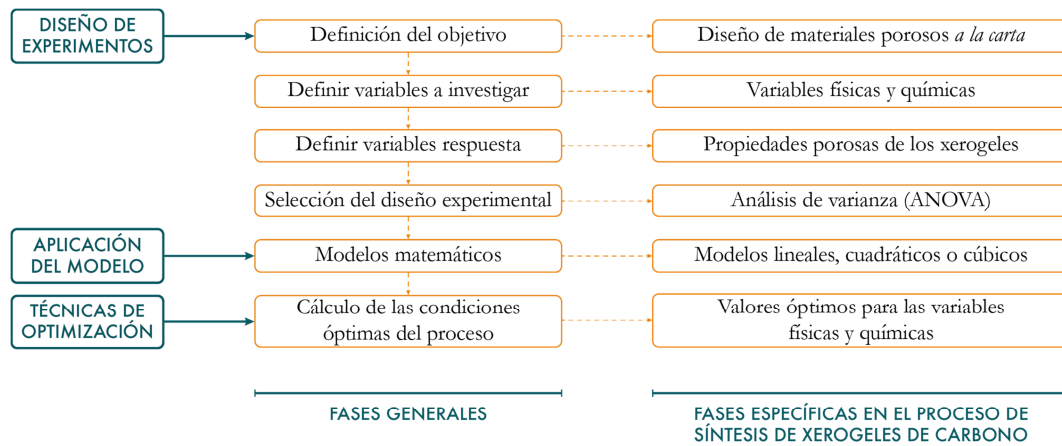 DISEÑO DE
EXPERIMENTOS
Definición del objetivo
Diseño de materiales porosos a la carta
Definir variables a investigar
Variables físicas y químicas
Definir variables respuesta
Propiedades porosas de los xerogeles
Selección del diseño experimental
Análisis de varianza (ANOVA)
APLICACIÓN
DEL MODELO
Modelos matemáticos
Modelos lineales, cuadráticos o cúbicos
TÉCNICAS DE
OPTIMIZACIÓN
Cálculo de las condiciones
óptimas del proceso
Valores óptimos para las variables
físicas y químicas
FASES GENERALES
FASES ESPECÍFICAS EN EL PROCESO DE
SÍNTESIS DE XEROGELES DE CARBONO